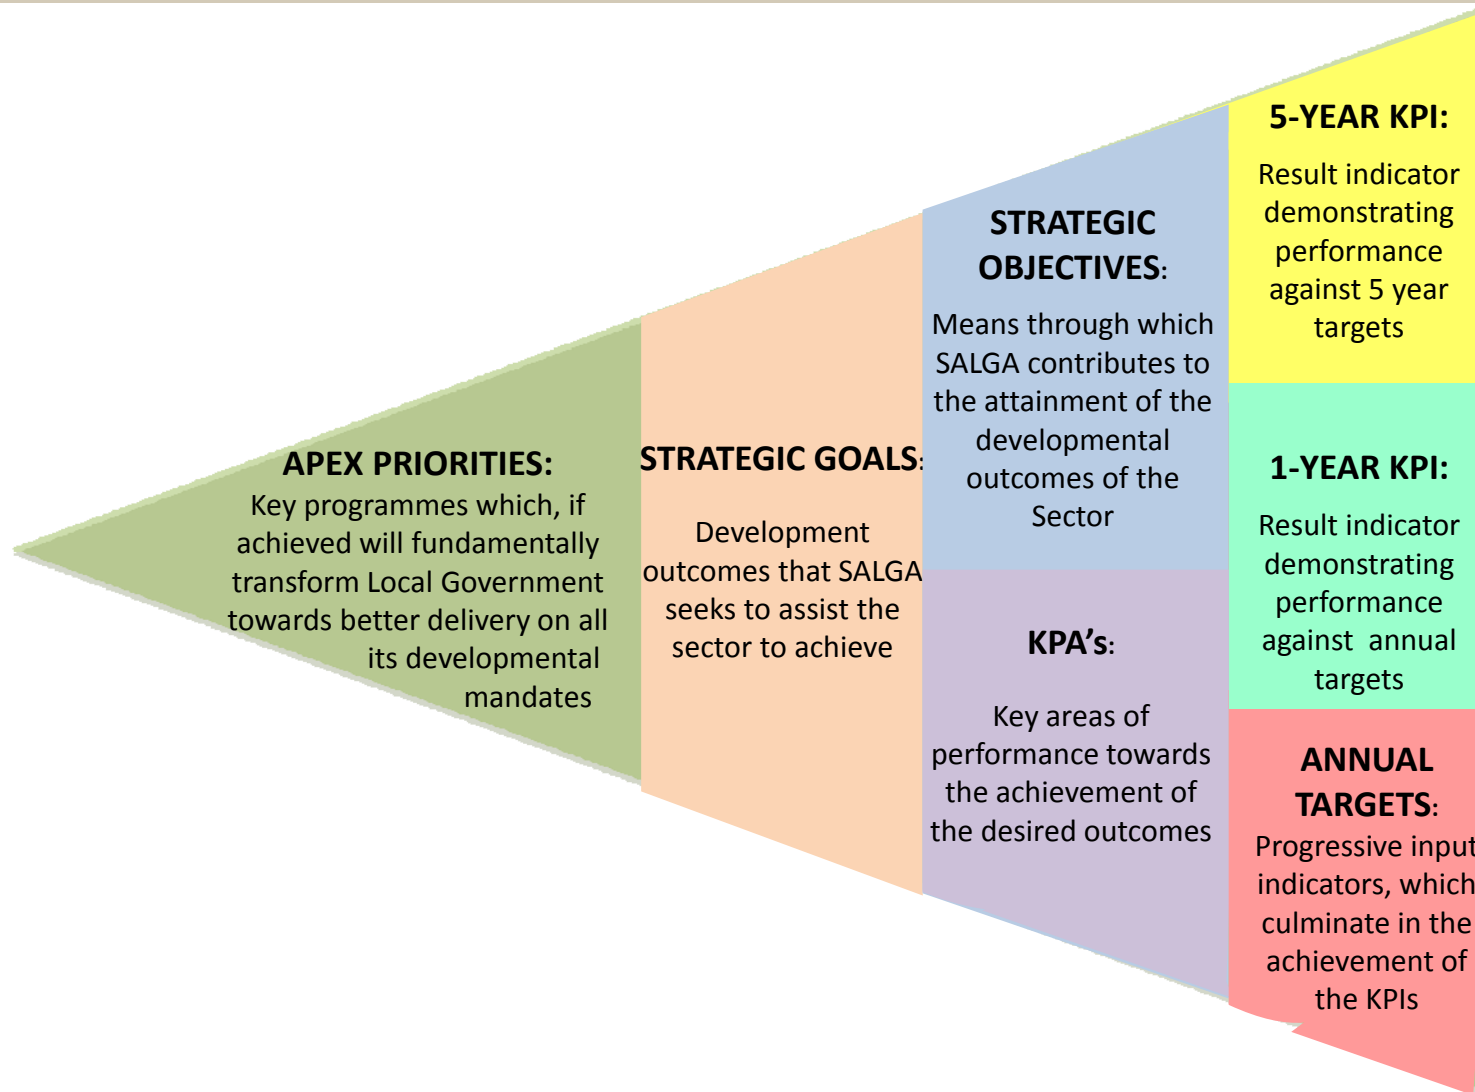 APEX PRIORITIES:
Key programmes which, if
achieved will fundamentally
transform Local Government
towards better delivery on all
its developmental
mandates
STRATEGIC GOALS:
Development
outcomes that SALGA
seeks to assist the
sector to achieve
STRATEGIC
OBJECTIVES:
Means through which
SALGA contributes to
the attainment of the
developmental
outcomes of the
Sector
KPA’s:
Key areas of
performance towards
the achievement of
the desired outcomes
5-YEAR KPI:
Result indicator
demonstrating
performance
against 5 year
targets
1-YEAR KPI:
Result indicator
demonstrating
performance
against annual
targets
ANNUAL
TARGETS:
Progressive input
indicators, which
culminate in the
achievement of
the KPIs